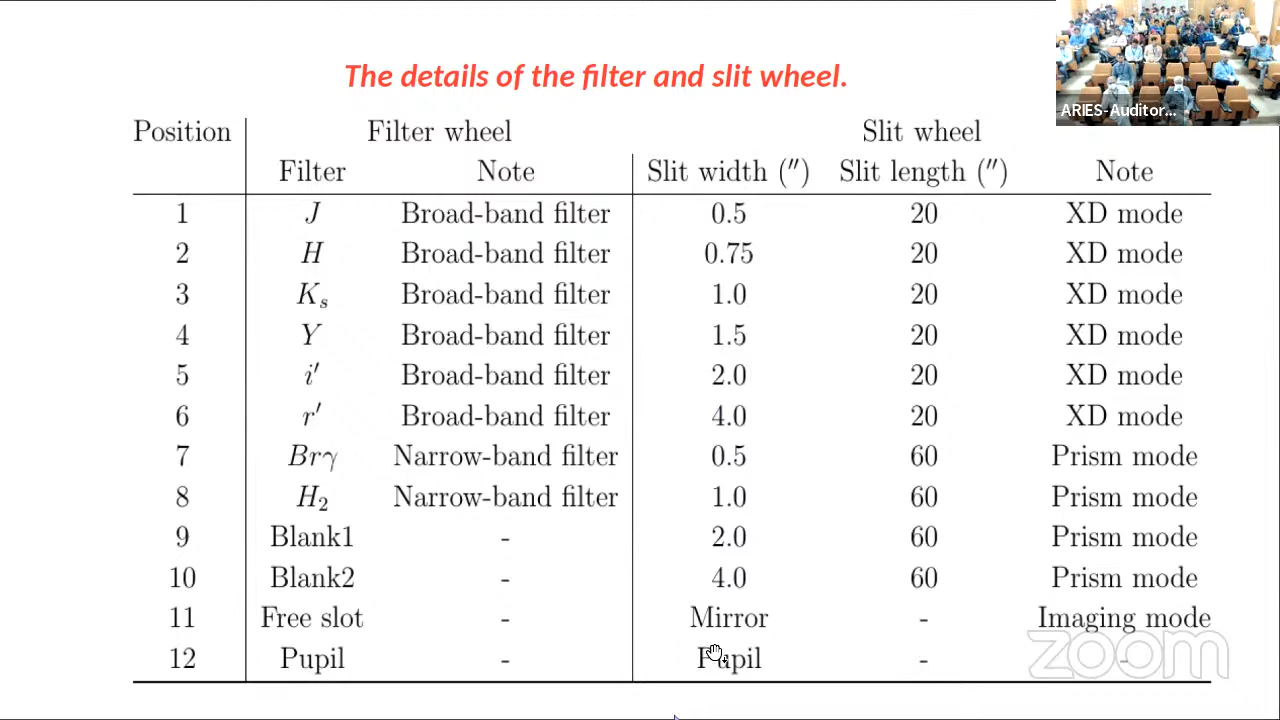 The details of the filter and slit wheel.
ARIES-Auditor...
Position Filter wheel Slit wheel
Filter Note Slit width (″) Slit length (″) Note
1 J Broad-band filter 0.5 20 XD mode
2 H Broad-band filter 0.75 20 XD mode
3 Ks Broad-band filter 1.0 20 XD mode
4 Y Broad-band filter 1.5 20 XD mode
5 i′ Broad-band filter 2.0 20 XD mode
6 r′ Broad-band filter 4.0 20 XD mode
7 Brγ Narrow-band filter 0.5 60 Prism mode
8 H2 Narrow-band filter 1.0 60 Prism mode
9 Blank1 - 2.0 60 Prism mode
10 Blank2 - 4.0 60 Prism mode
11 Free slot - Mirror - Imaging mode
12 Pupil - Pupil - -
zoom